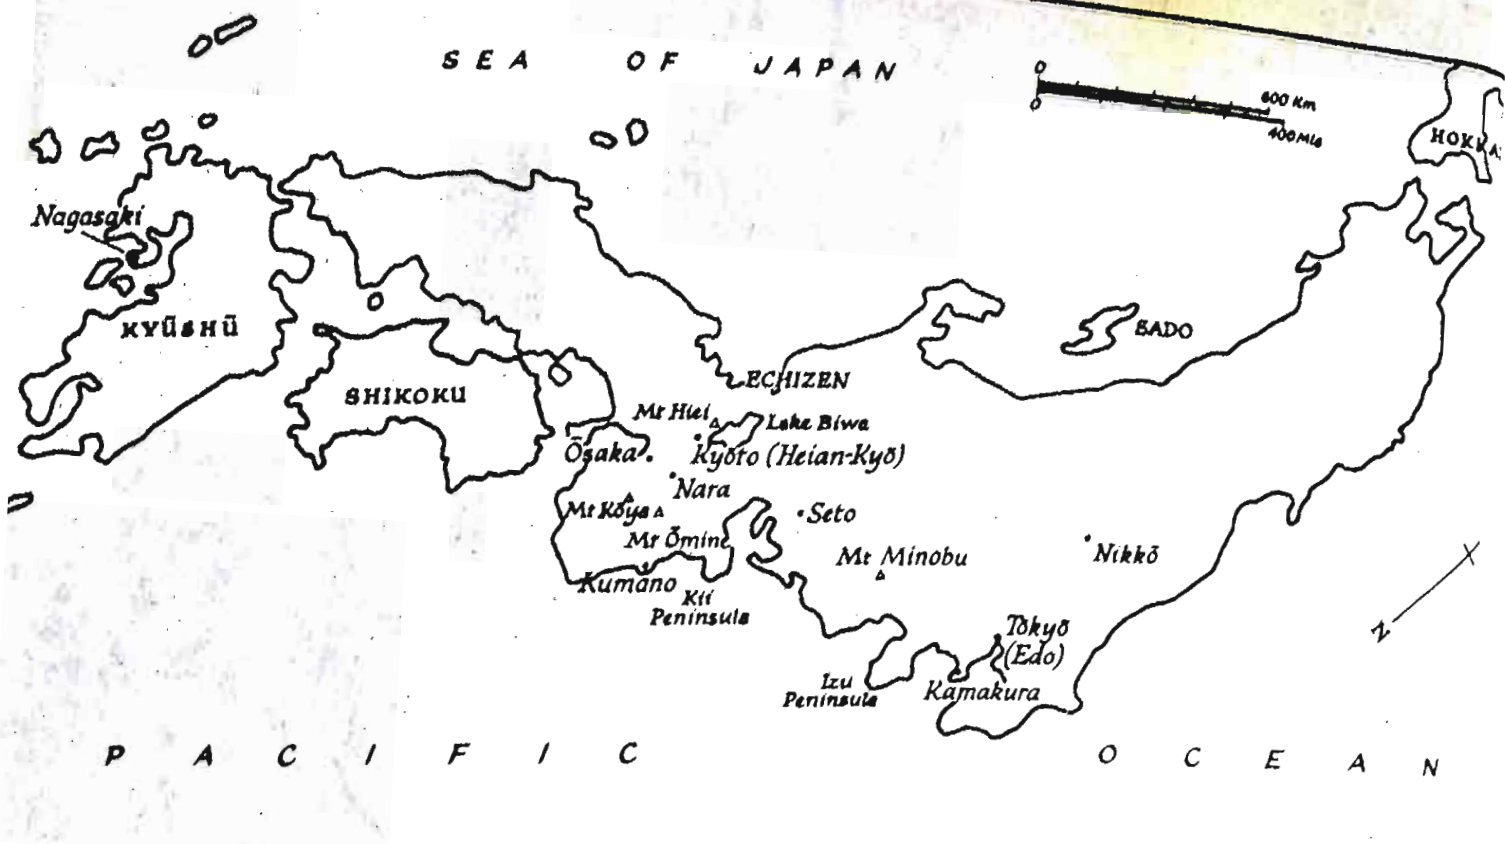 SEA OF JAPAN
0
0
600 Km
400 Mls
HOKKA
Nagasaki
KYŪSHŪ
SADO
SHIKOKU
ECHIZEN
Mt Hiei
Lake Biwa
Ōsaka
Kyōto (Heian-Kyō)
Nara
Mt Kōya
Seto
Mt Ōmine
Mt Minobu
Nikkō
Kumano
Kii
Peninsula
Tōkyō
(Edo)
Izu
Peninsula
Kamakura
N
PACIFIC OCEAN